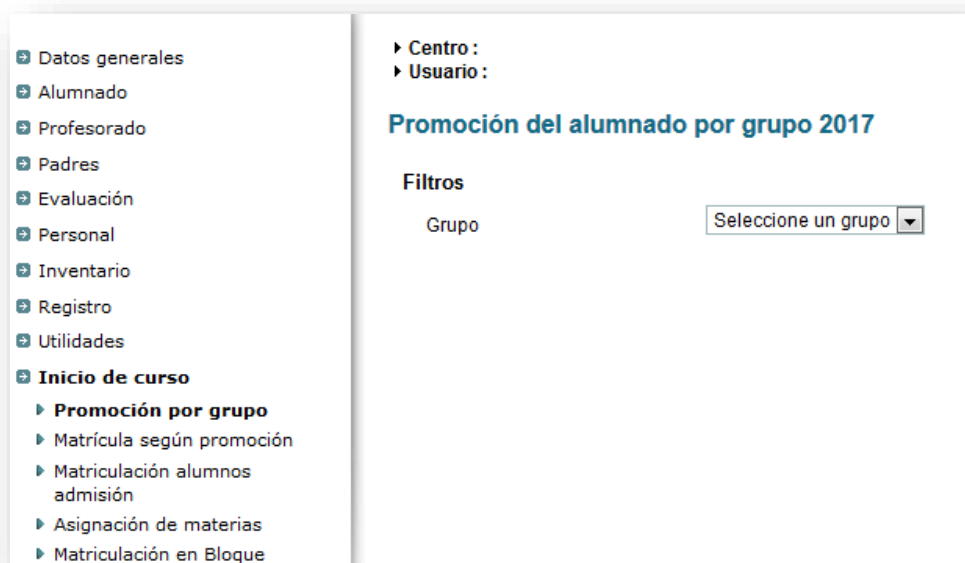 Datos generales
Alumnado
Profesorado
Padres
Evaluación
Personal
Inventario
Registro
Utilidades
Inicio de curso
Promoción por grupo
Matrícula según promoción
Matriculación alumnos
admisión
Asignación de materias
Matriculación en Bloque
Centro :
Usuario :
Promoción del alumnado por grupo 2017
Filtros
Grupo
Seleccione un grupo